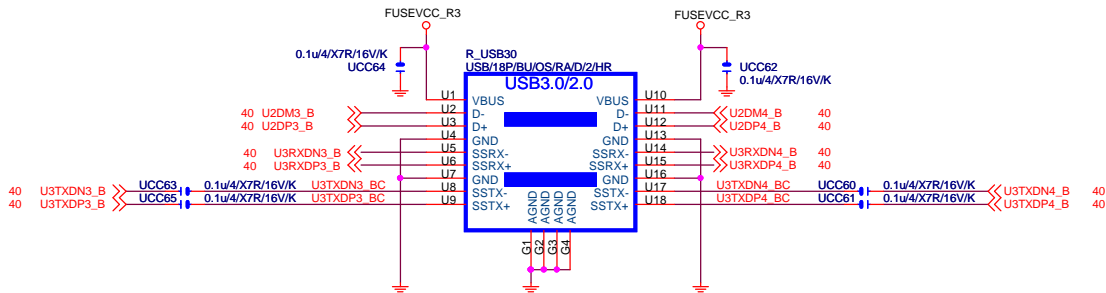 FUSEVCC_R3
FUSEVCC_R3
0.1u/4/X7R/16V/K
UCC64
R_USB30
USB/18P/BU/OS/RA/D/2/HR
USB3.0/2.0
UCC62
0.1u/4/X7R/16V/K
U1 VBUS VBUS U10
40 U2DM3_B U2 D- D- U11 U2DM4_B 40
40 U2DP3_B U3 D+ D+ U12 U2DP4_B 40
U4 GND GND U13
40 U3RXDN3_B U5 SSRX- SSRX- U14 U3RXDN4_B 40
40 U3RXDP3_B U6 SSRX+ SSRX+ U15 U3RXDP4_B 40
U7 GND GND U16
40 U3TXDN3_B UCC63 0.1u/4/X7R/16V/K U3TXDN3_BC U8 SSTX- SSTX- U17 U3TXDN4_BC UCC60 0.1u/4/X7R/16V/K U3TXDN4_B 40
40 U3TXDP3_B UCC65 0.1u/4/X7R/16V/K U3TXDP3_BC U9 SSTX+ SSTX+ U18 U3TXDP4_BC UCC61 0.1u/4/X7R/16V/K U3TXDP4_B 40
AGND AGND AGND AGND
G1 G2 G3 G4